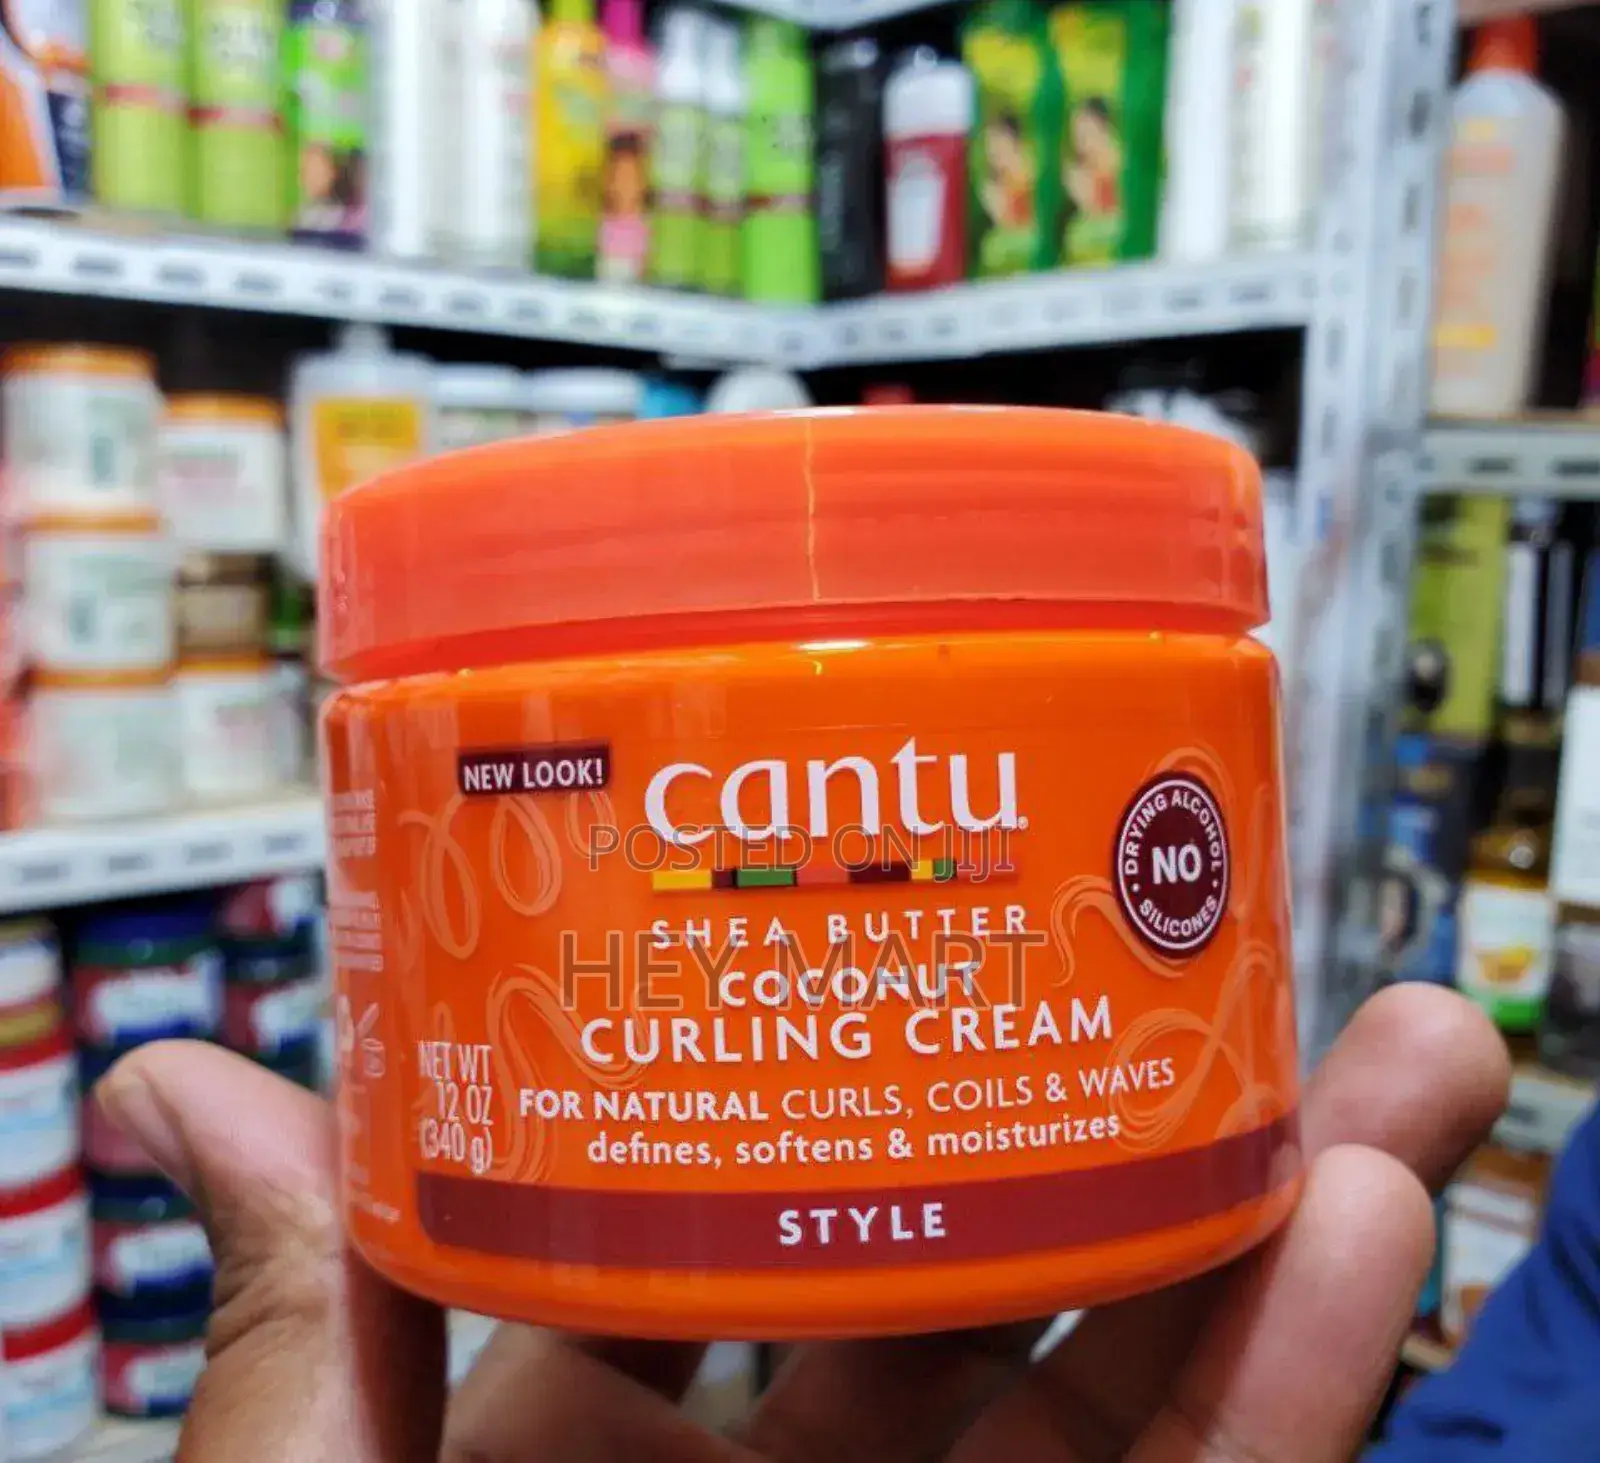 NEW LOOK!
cantu
POSTED ON JIJI
SHEA BUTTER
HEY MART
COCONUT
CURLING CREAM
FOR NATURAL CURLS, COILS & WAVES
defines, softens & moisturizes
NET WT
12 OZ
(340 g)
STYLE
DRYING ALCOHOL
NO
SILICONES